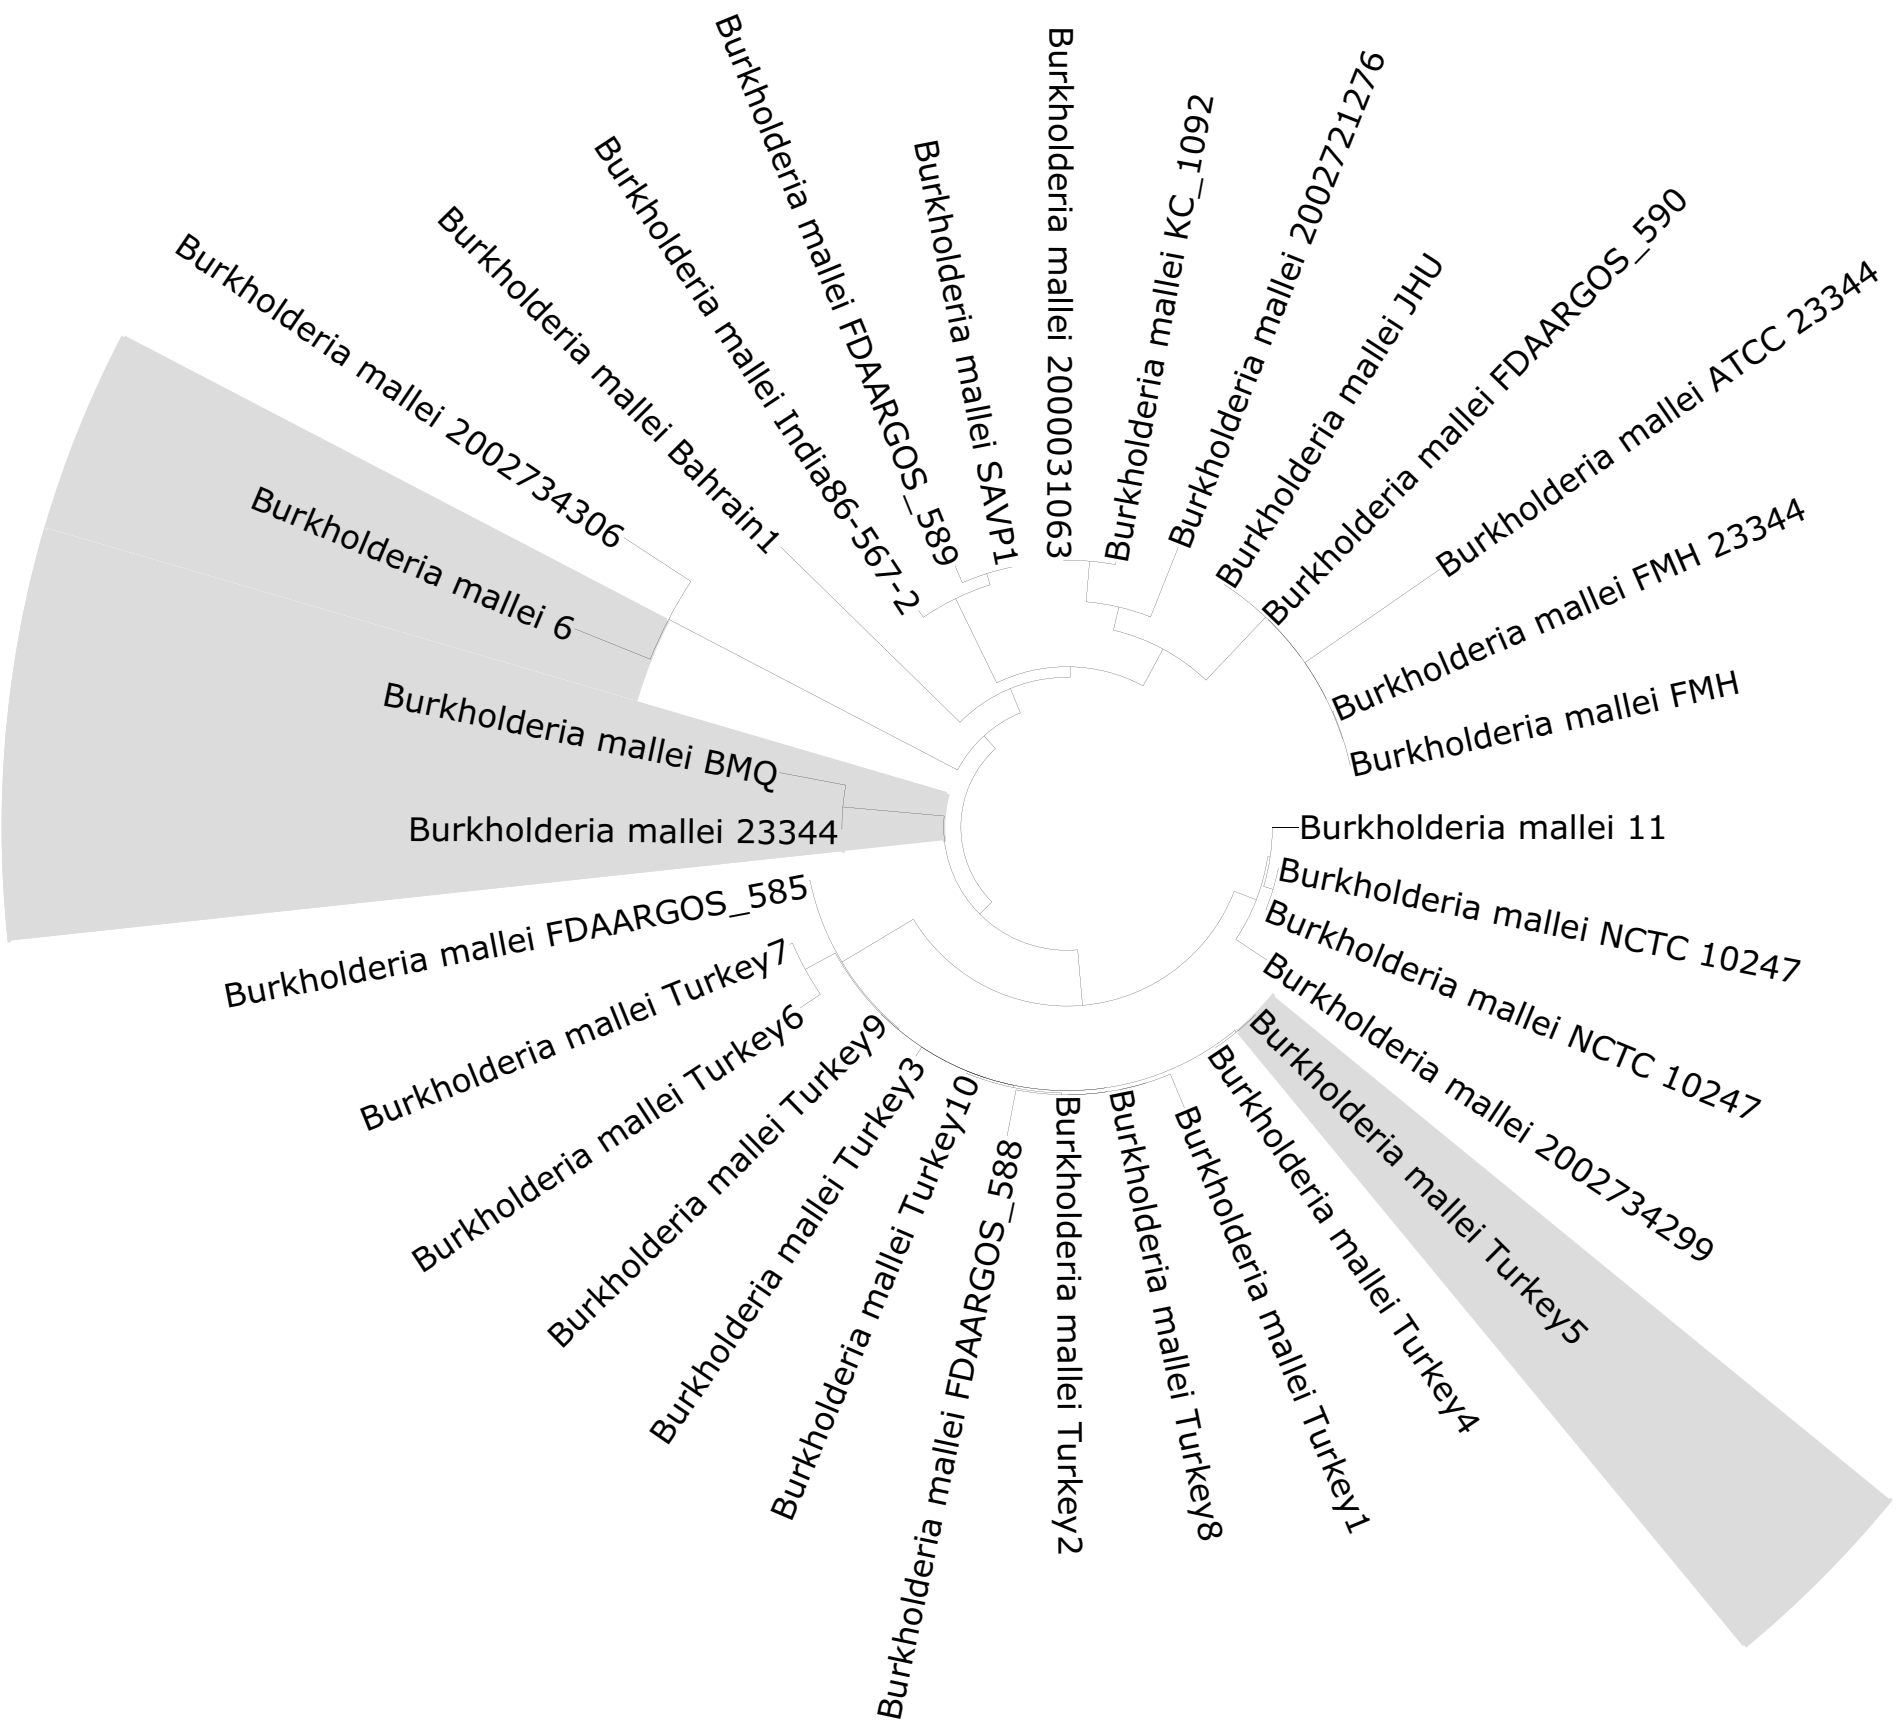 Burkholderia mallei 2000031063
Burkholderia mallei KC_1092
Burkholderia mallei 2002721276
Burkholderia mallei JHU
Burkholderia mallei FDAARGOS_590
Burkholderia mallei ATCC 23344
Burkholderia mallei FMH 23344
Burkholderia mallei FMH
Burkholderia mallei 11
Burkholderia mallei NCTC 10247
Burkholderia mallei NCTC 10247
Burkholderia mallei 2002734299
Burkholderia mallei Turkey5
Burkholderia mallei Turkey4
Burkholderia mallei Turkey1
Burkholderia mallei Turkey8
Burkholderia mallei Turkey2
Burkholderia mallei FDAARGOS_588
Burkholderia mallei Turkey10
Burkholderia mallei Turkey3
Burkholderia mallei Turkey9
Burkholderia mallei Turkey6
Burkholderia mallei Turkey7
Burkholderia mallei FDAARGOS_585
Burkholderia mallei 23344
Burkholderia mallei BMQ
Burkholderia mallei 6
Burkholderia mallei 2002734306
Burkholderia mallei Bahrain1
Burkholderia mallei India86-567-2
Burkholderia mallei FDAARGOS_589
Burkholderia mallei SAVP1